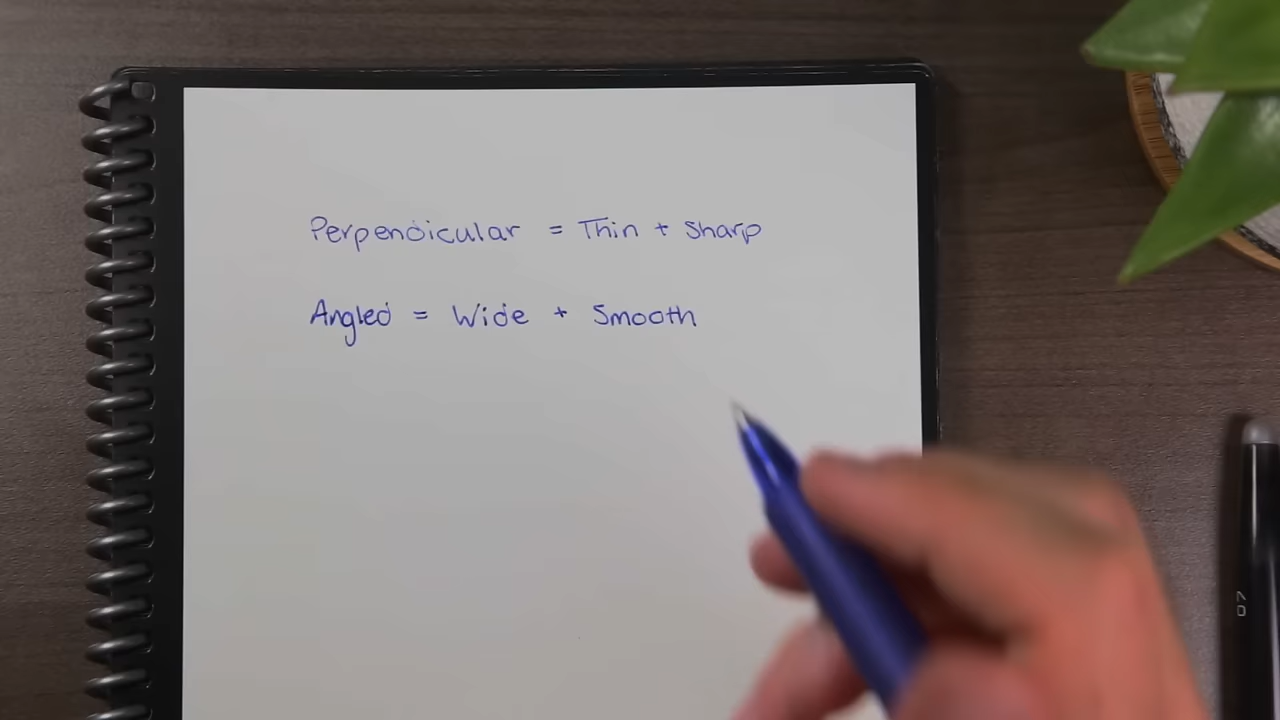 Perpendicular = Thin + Sharp
Angled = Wide + Smooth